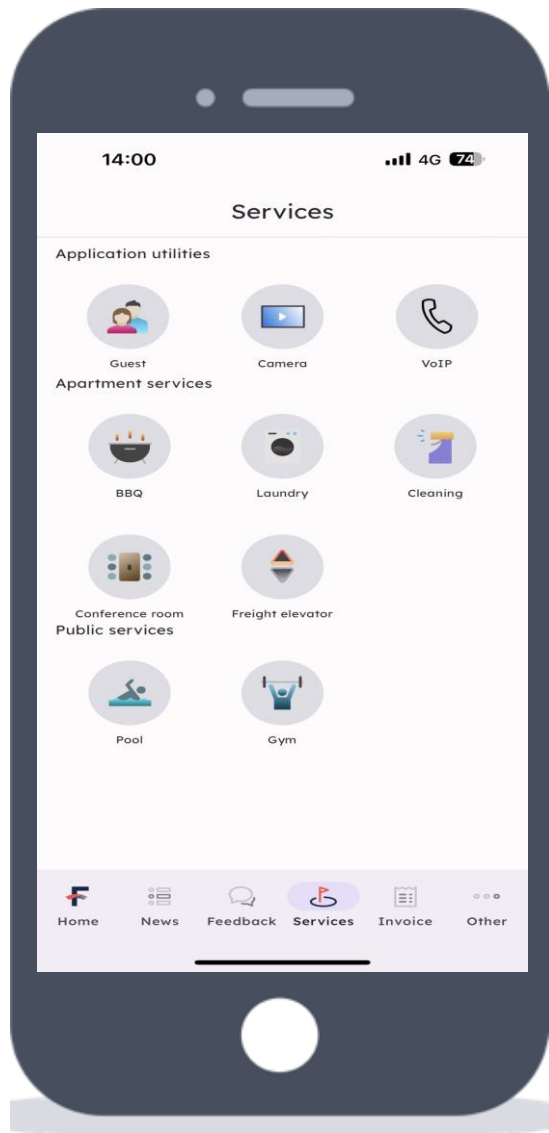 14:00 4G 74
Services
Application utilities
Guest Camera VoIP
Apartment services
BBQ Laundry Cleaning
Conference room Freight elevator
Public services
Pool Gym
Home News Feedback Services Invoice Other